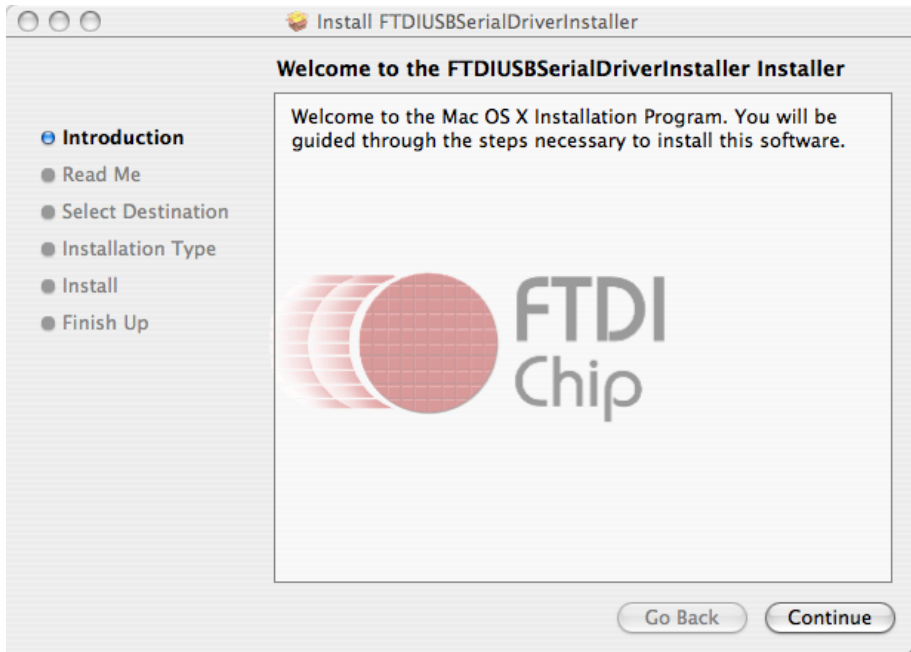 Install FTDIUSBSerialDriverInstaller
Welcome to the FTDIUSBSerialDriverInstaller Installer
Introduction
Read Me
Select Destination
Installation Type
Install
Finish Up
Welcome to the Mac OS X Installation Program. You will be
guided through the steps necessary to install this software.
FTDI
Chip
Go Back
Continue